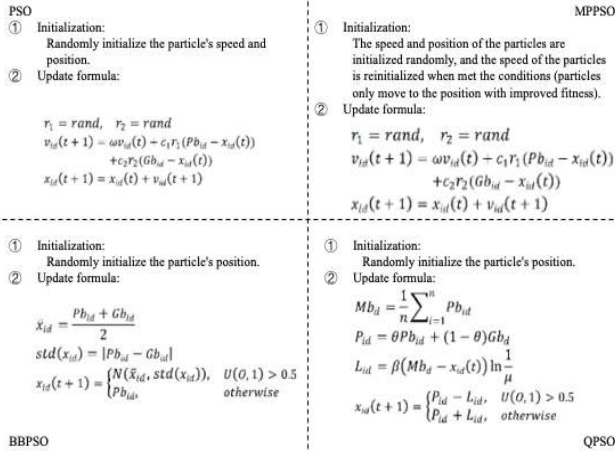 PSO
① Initialization:
Randomly initialize the particle's speed and
position.
② Update formula:
r₁ = rand, r₂ = rand
v_id(t + 1) = ωv_id(t) + c₁r₁(Pb_id − x_id(t))
+c₂r₂(Gb_id − x_id(t))
x_id(t + 1) = x_id(t) + v_id(t + 1)
MPPSO
① Initialization:
The speed and position of the particles are
initialized randomly, and the speed of the particles
is reinitialized when met the conditions (particles
only move to the position with improved fitness).
② Update formula:
r₁ = rand, r₂ = rand
v_id(t + 1) = ωv_id(t) + c₁r₁(Pb_id − x_id(t))
+c₂r₂(Gb_id − x_id(t))
x_id(t + 1) = x_id(t) + v_id(t + 1)
① Initialization:
Randomly initialize the particle's position.
② Update formula:
x̄_id = (Pb_id + Gb_id) / 2
std(x_id) = |Pb_id − Gb_id|
x_id(t + 1) = { N(x̄_id, std(x_id)), U(0, 1) > 0.5
Pb_id, otherwise
BBPSO
① Initialization:
Randomly initialize the particle's position.
② Update formula:
Mb_d = 1/n ∑ⁿ_i=1 Pb_id
P_id = θPb_id + (1 − θ)Gb_d
L_id = β(Mb_d − x_id(t)) ln 1/μ
x_id(t + 1) = { P_id − L_id, U(0, 1) > 0.5
P_id + L_id, otherwise
QPSO